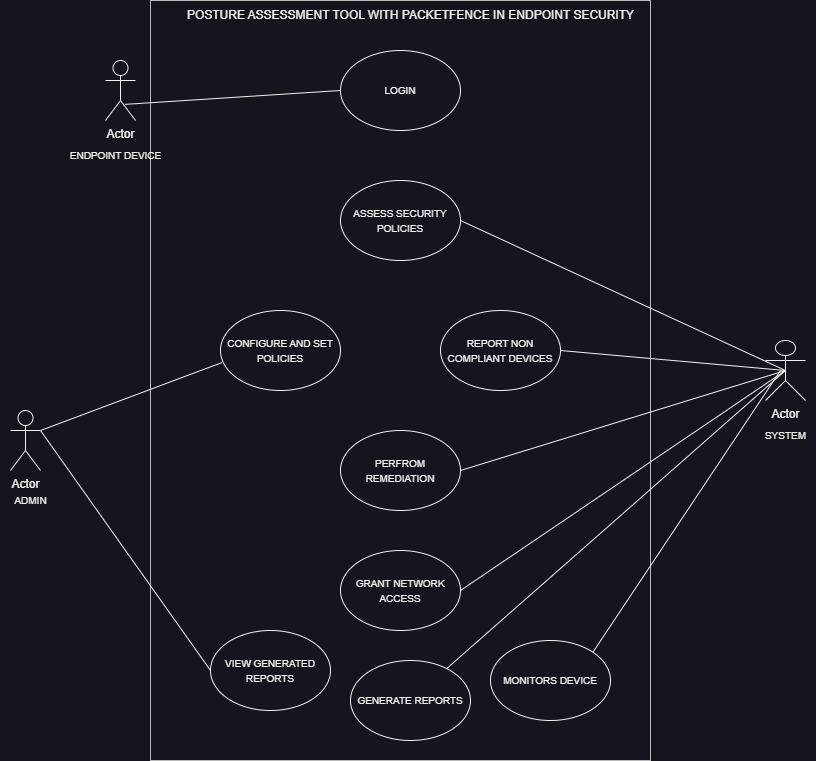 POSTURE ASSESSMENT TOOL WITH PACKETFENCE IN ENDPOINT SECURITY
LOGIN
Actor
ENDPOINT DEVICE
ASSESS SECURITY
POLICIES
CONFIGURE AND SET
POLICIES
REPORT NON
COMPLIANT DEVICES
Actor
SYSTEM
Actor
ADMIN
PERFROM
REMEDIATION
GRANT NETWORK
ACCESS
VIEW GENERATED
REPORTS
GENERATE REPORTS
MONITORS DEVICE